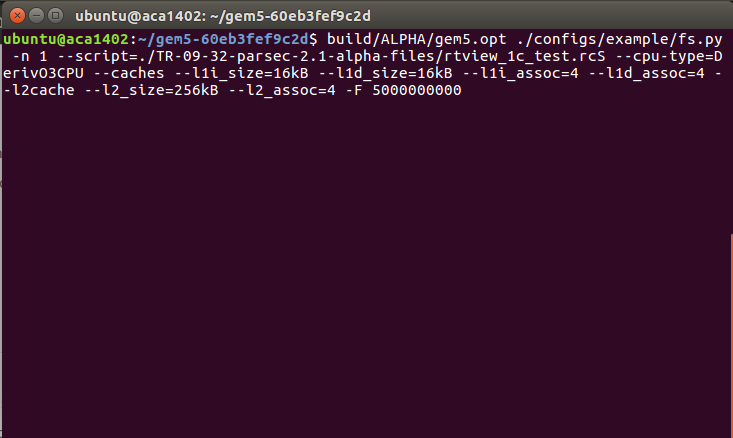 ubuntu@aca1402: ~/gem5-60eb3fef9c2d
ubuntu@aca1402:~/gem5-60eb3fef9c2d$ build/ALPHA/gem5.opt ./configs/example/fs.py
 -n 1 --script=./TR-09-32-parsec-2.1-alpha-files/rtview_1c_test.rcS --cpu-type=D
erivO3CPU --caches --l1i_size=16kB --l1d_size=16kB --l1i_assoc=4 --l1d_assoc=4 -
-l2cache --l2_size=256kB --l2_assoc=4 -F 5000000000